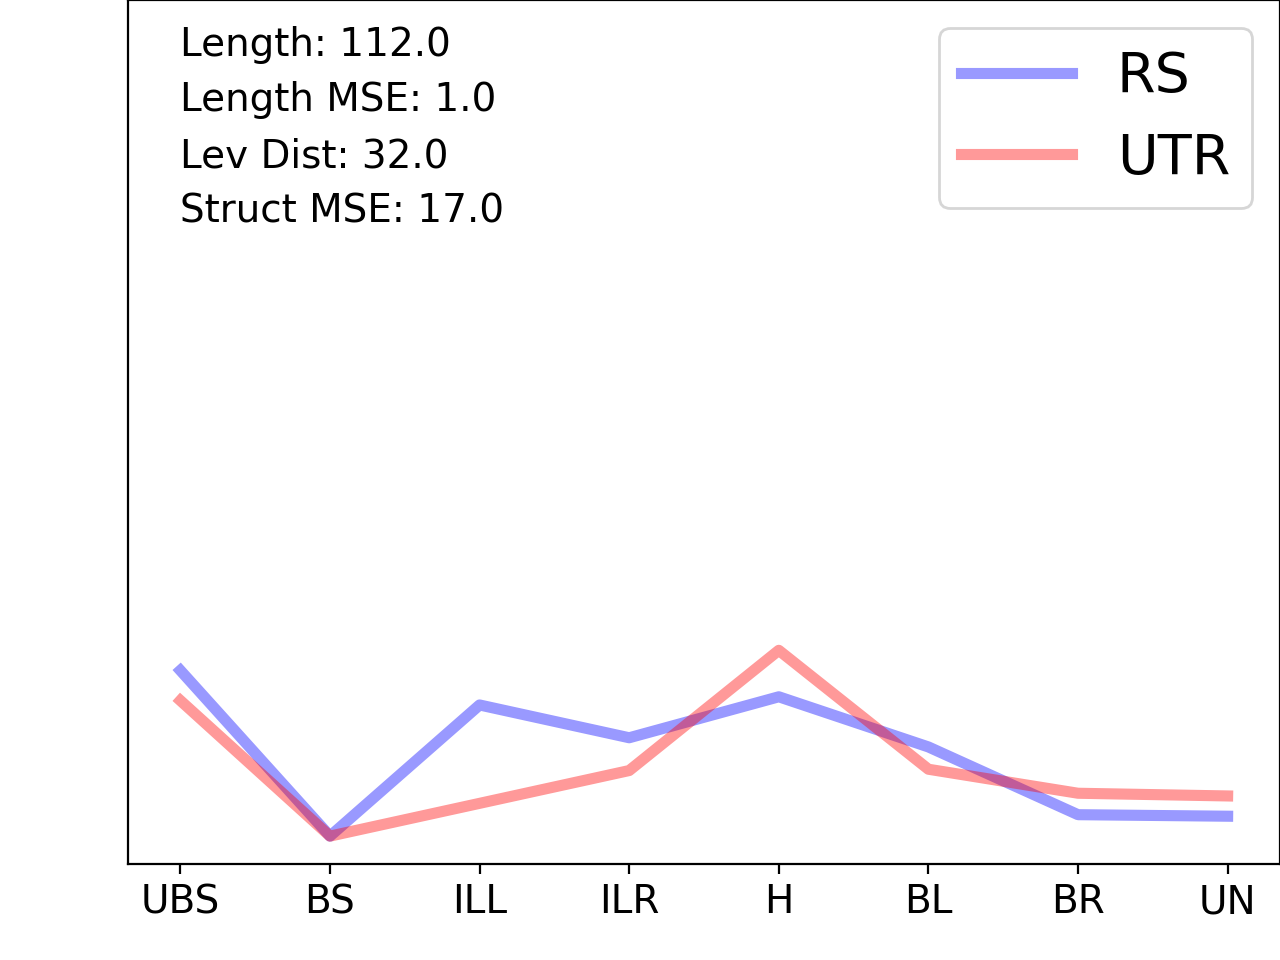 Length: 112.0
Length MSE: 1.0
Lev Dist: 32.0
Struct MSE: 17.0
RS
UTR
UBS BS ILL ILR H BL BR UN